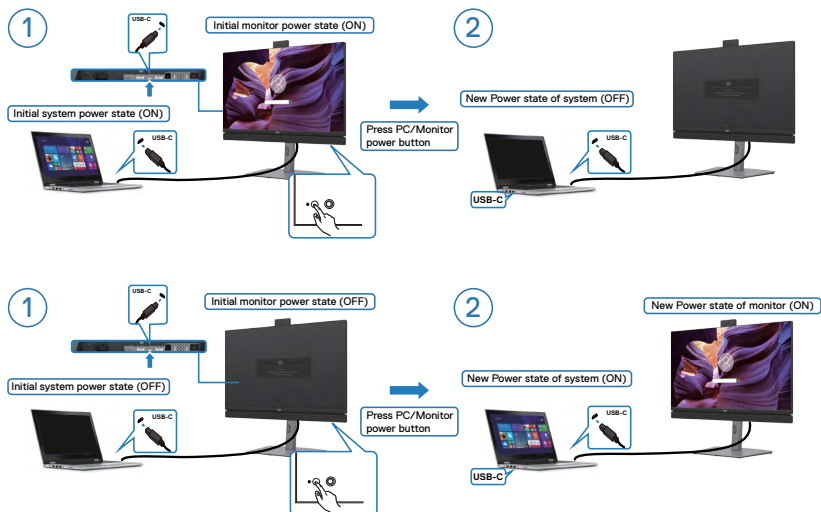 1
USB-C
Initial monitor power state (ON)
Initial system power state (ON)
USB-C
Press PC/Monitor
power button
2
New Power state of system (OFF)
USB-C
USB-C
1
USB-C
Initial monitor power state (OFF)
Initial system power state (OFF)
USB-C
Press PC/Monitor
power button
2
New Power state of monitor (ON)
New Power state of system (ON)
USB-C
USB-C